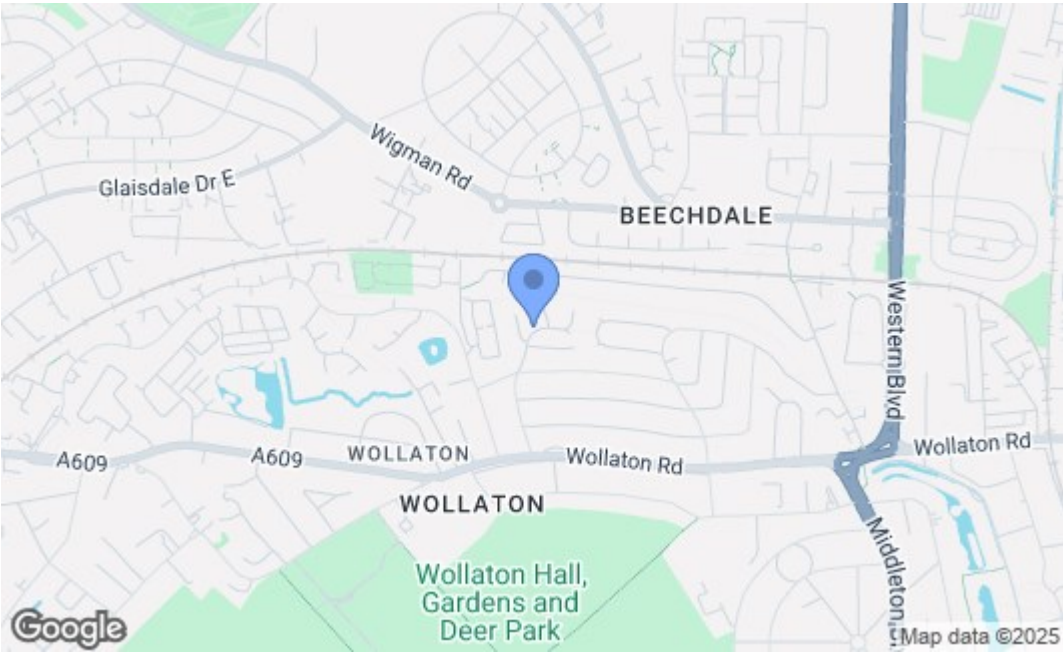 Wigman Rd
Glaisdale Dr E
BEECHDALE
Western Blvd
A609
A609
WOLLATON
Wollaton Rd
Wollaton Rd
WOLLATON
Middleton
Wollaton Hall,
Gardens and
Deer Park
Google
Map data ©2025